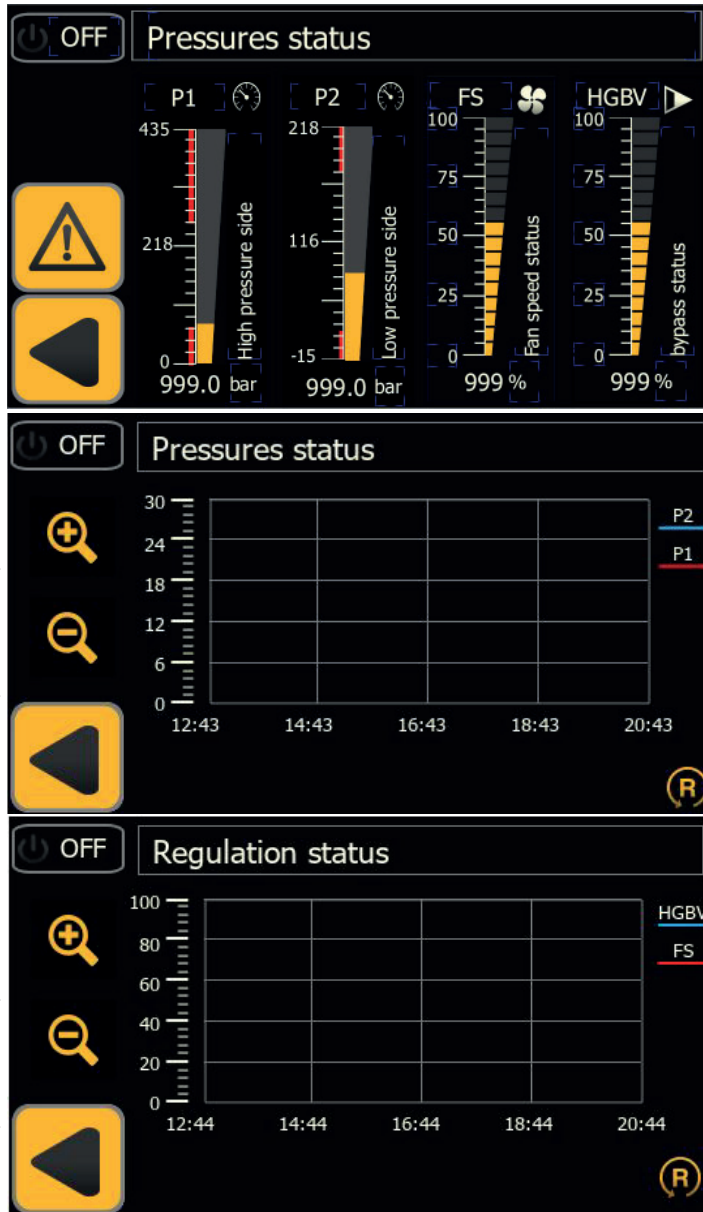 OFF
Pressures status
P1
P2
FS
HGBV
435
218
0
High pressure side
999.0 bar
218
116
-15
Low pressure side
999.0 bar
100
75
50
25
0
Fan speed status
999 %
100
75
50
25
0
bypass status
999 %
OFF
Pressures status
30
24
18
12
6
0
12:43 14:43 16:43 18:43 20:43
P2
P1
R
OFF
Regulation status
100
80
60
40
20
0
12:44 14:44 16:44 18:44 20:44
HGBV
FS
R